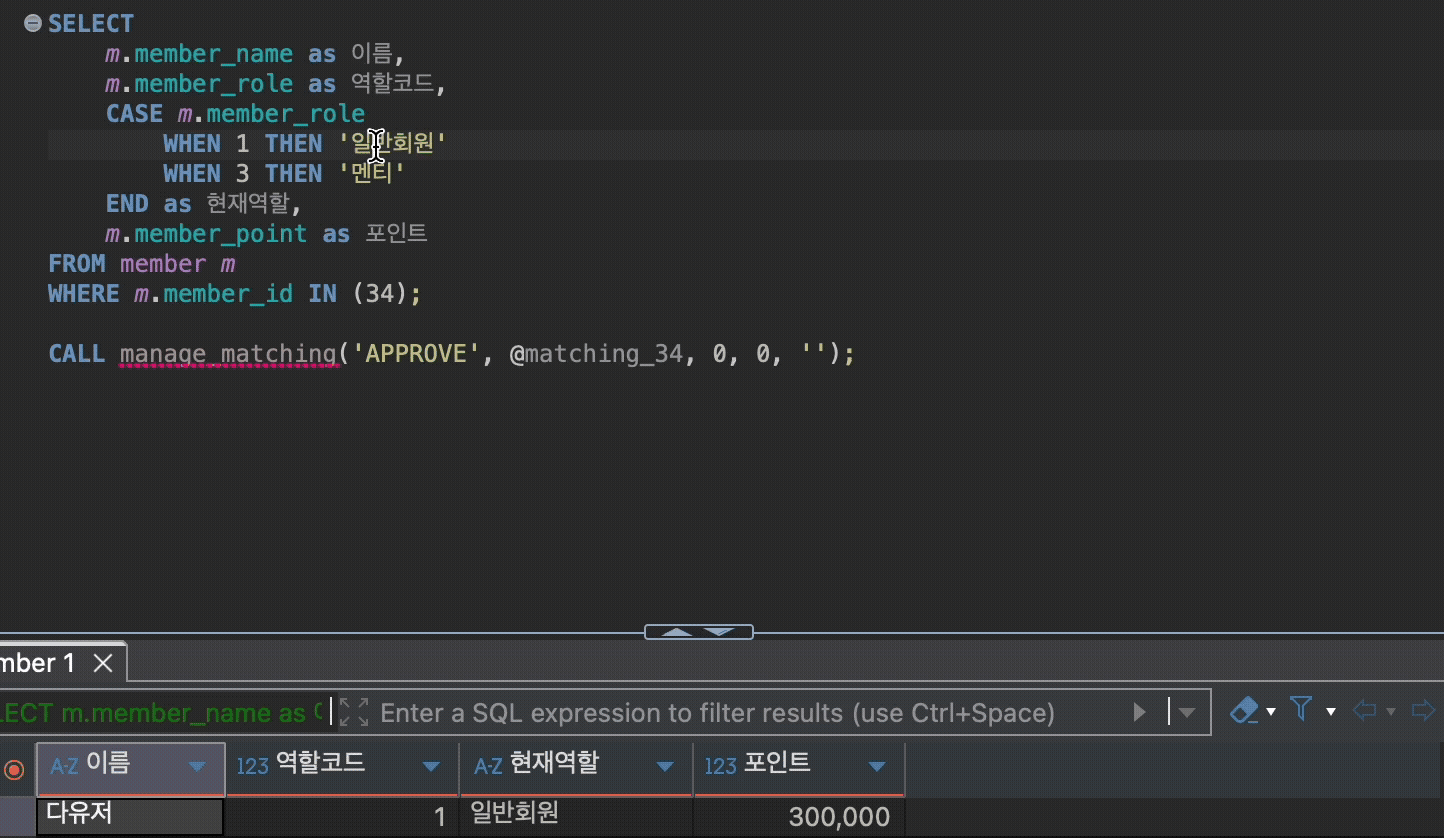 SELECT
m.member_name as 이름,
m.member_role as 역할코드,
CASE m.member_role
WHEN 1 THEN '일반회원'
WHEN 3 THEN '멘티'
END as 현재역할,
m.member_point as 포인트
FROM member m
WHERE m.member_id IN (34);
CALL manage_matching('APPROVE', @matching_34, 0, 0, '');
mber 1
LECT m.member_name as
Enter a SQL expression to filter results (use Ctrl+Space)
A-Z 이름 123 역할코드 A-Z 현재역할 123 포인트
다유저 1 일반회원 300,000